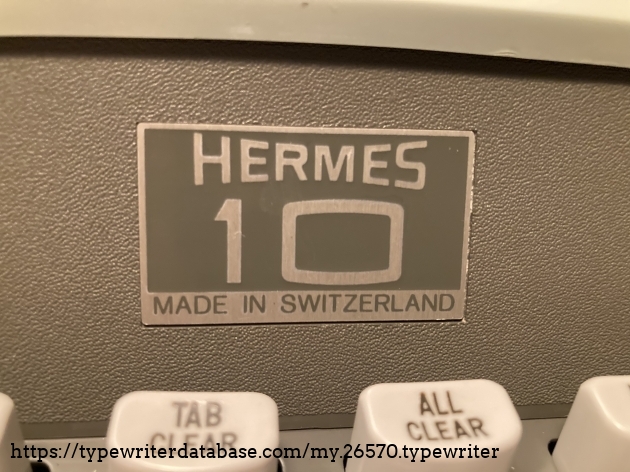 HERMES
10
MADE IN SWITZERLAND
TAB
CLEAR
ALL
CLEAR
https://typewriterdatabase.com/my.26570.typewriter